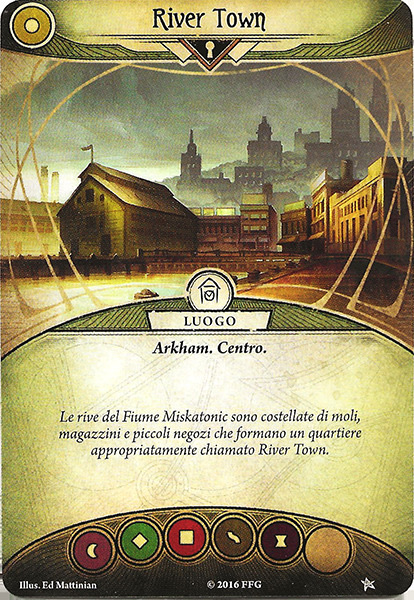 River Town
LUOGO
Arkham. Centro.
Le rive del Fiume Miskatonic sono costellate di moli,
magazzini e piccoli negozi che formano un quartiere
appropriatamente chiamato River Town.
Illus. Ed Mattinian
© 2016 FFG